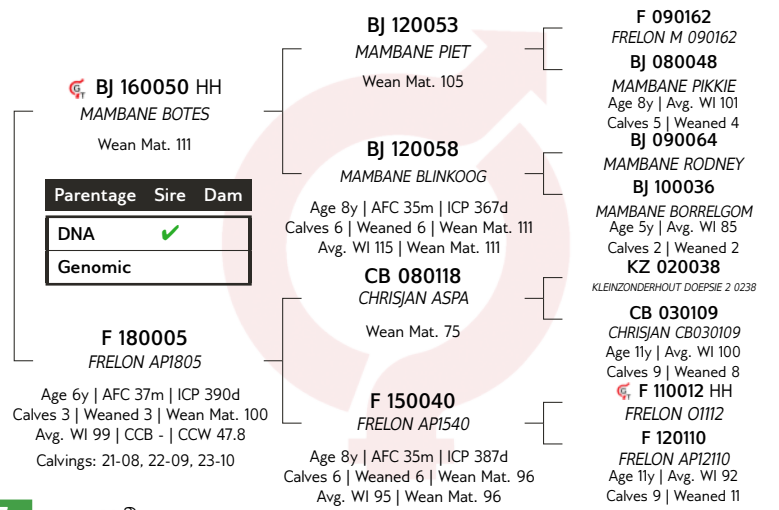 BJ 160050 HH
MAMBANE BOTES
Wean Mat. 111
Parentage Sire Dam
DNA ✔
Genomic
F 180005
FRELON AP1805
Age 6y | AFC 37m | ICP 390d
Calves 3 | Weaned 3 | Wean Mat. 100
Avg. WI 99 | CCB - | CCW 47.8
Calvings: 21-08, 22-09, 23-10
BJ 120053
MAMBANE PIET
Wean Mat. 105
BJ 120058
MAMBANE BLINKOOG
Age 8y | AFC 35m | ICP 367d
Calves 6 | Weaned 6 | Wean Mat. 111
Avg. WI 115 | Wean Mat. 111
CB 080118
CHRISJAN ASPA
Wean Mat. 75
F 150040
FRELON AP1540
Age 8y | AFC 35m | ICP 387d
Calves 6 | Weaned 6 | Wean Mat. 96
Avg. WI 95 | Wean Mat. 96
F 090162
FRELON M 090162
BJ 080048
MAMBANE PIKKIE
Age 8y | Avg. WI 101
Calves 5 | Weaned 4
BJ 090064
MAMBANE RODNEY
BJ 100036
MAMBANE BORRELGOM
Age 5y | Avg. WI 85
Calves 2 | Weaned 2
KZ 020038
KLEINZONDERHOUT DOEPSIE 2 0238
CB 030109
CHRISJAN CB030109
Age 11y | Avg. WI 100
Calves 9 | Weaned 8
F 110012 HH
FRELON O1112
F 120110
FRELON AP12110
Age 11y | Avg. WI 92
Calves 9 | Weaned 11